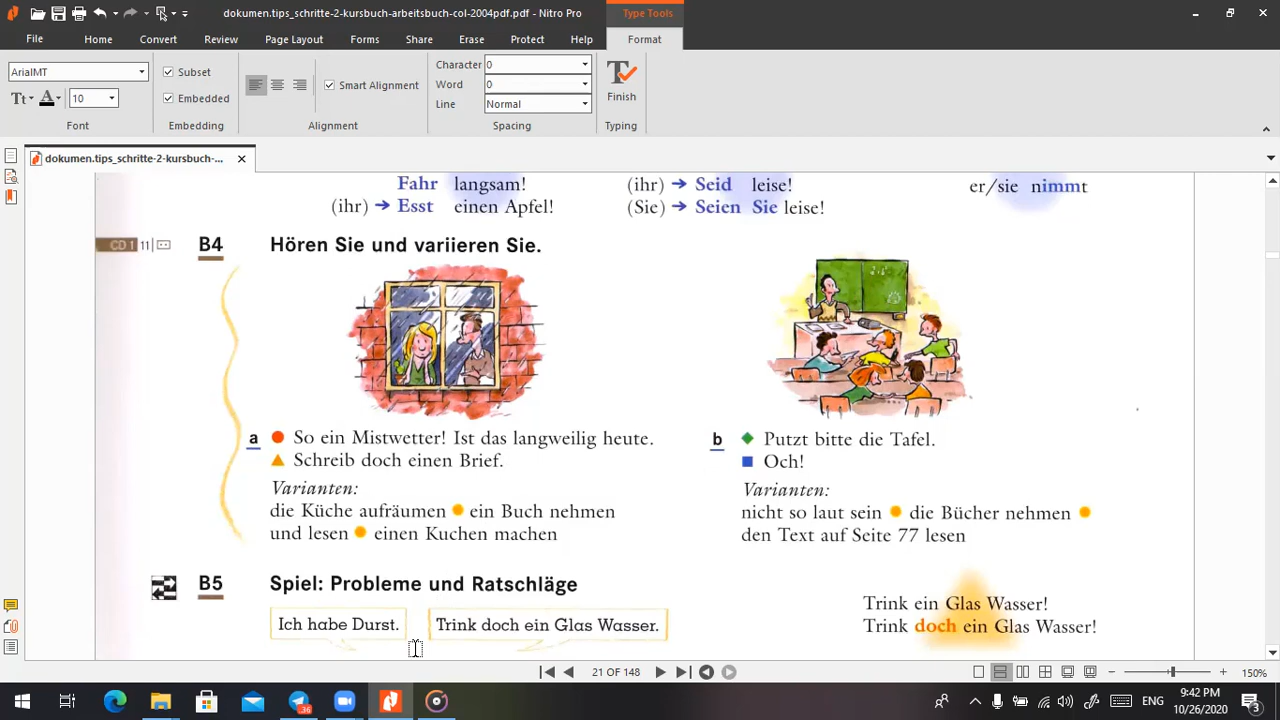 dokumen.tips_schritte-2-kursbuch-arbeitsbuch-col-2004pdf.pdf - Nitro Pro
Type Tools
File Home Convert Review Page Layout Forms Share Erase Protect Help Format
ArialMT
10
Font
Subset
Embedded
Embedding
Smart Alignment
Alignment
Character 0
Word 0
Line Normal
Spacing
Finish
Typing
dokumen.tips_schritte-2-kursbuch-...
Fahr langsam!
(ihr) → Esst einen Apfel!
(ihr) → Seid leise!
(Sie) → Seien Sie leise!
er/sie nimmt
CD 1 11
B4 Hören Sie und variieren Sie.
a So ein Mistwetter! Ist das langweilig heute.
Schreib doch einen Brief.
Varianten:
die Küche aufräumen ein Buch nehmen
und lesen einen Kuchen machen
b Putzt bitte die Tafel.
Och!
Varianten:
nicht so laut sein die Bücher nehmen
den Text auf Seite 77 lesen
B5 Spiel: Probleme und Ratschläge
Ich habe Durst.
Trink doch ein Glas Wasser.
Trink ein Glas Wasser!
Trink doch ein Glas Wasser!
21 OF 148
150%
36
ENG
9:42 PM
10/26/2020
3